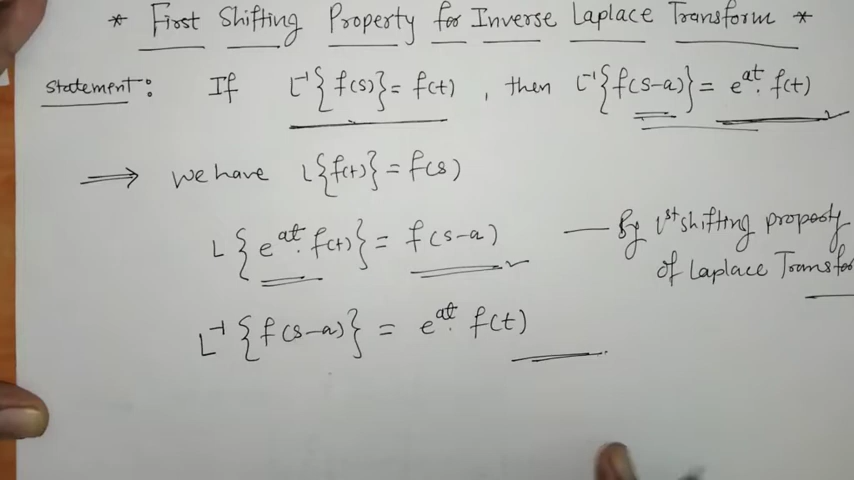 * First Shifting Property for Inverse Laplace Transform *
Statement: If L⁻¹{f(s)} = f(t), then L⁻¹{f(s-a)} = e^at. f(t)
⟹ we have L{f(t)} = f(s)
L{e^at. f(t)} = f(s-a) — By 1st shifting property
of Laplace Transfo
L⁻¹{f(s-a)} = e^at. f(t)